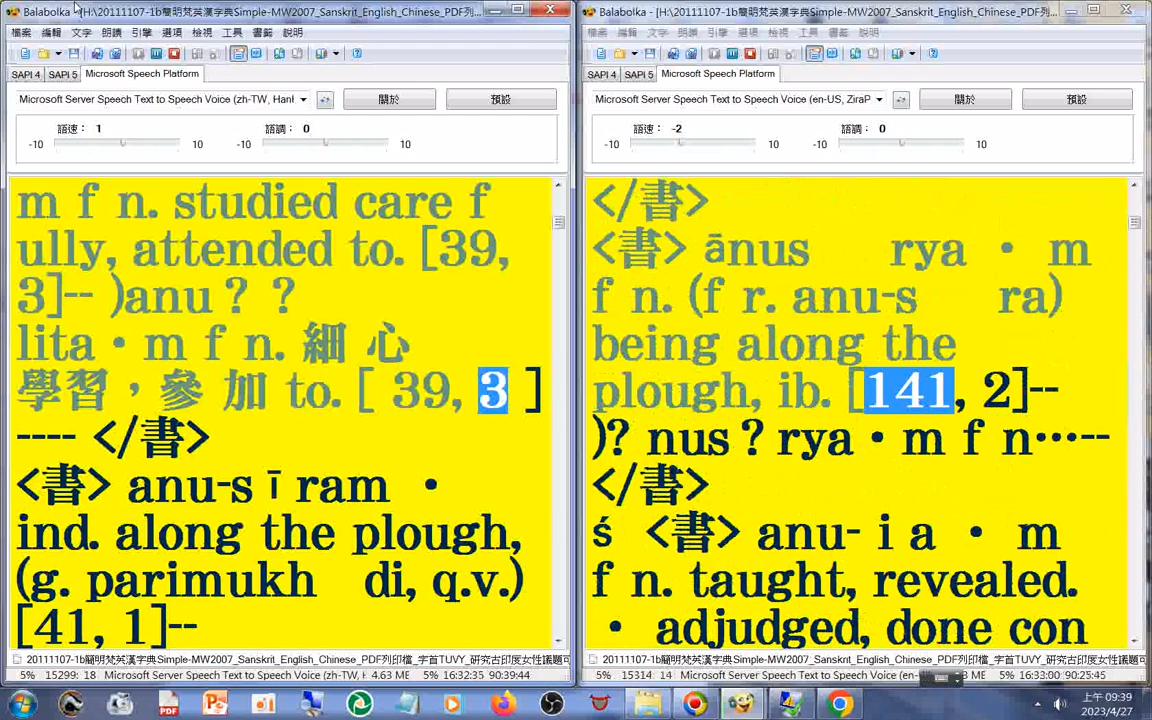 Balabolka - [H:\20111107-1b簡明梵英漢字典Simple-MW2007_Sanskrit_English_Chinese_PDF列...
檔案 編輯 文字 朗讀 引擎 選項 檢視 工具 書籤 說明
SAPI 4 SAPI 5 Microsoft Speech Platform
Microsoft Server Speech Text to Speech Voice (zh-TW, Hanl
關於 預設
語速： 1 語調： 0
-10 10 -10 10
m f n. studied care f
ully, attended to. [39,
3]-- )anu？？
lita • m f n. 細 心
學習，參 加 to. [ 39, 3 ]
---- </書>
<書> anu-s ī ram •
ind. along the plough,
(g. parimukh di, q.v.)
[41, 1]--
20111107-1b簡明梵英漢字典Simple-MW2007_Sanskrit_English_Chinese_PDF列印檔_字首TUVY_研究古印度女性議題可
5% 15299: 18 Microsoft Server Speech Text to Speech Voice (zh-TW, H 4.63 ME 5% 16:32:35 90:39:44
Balabolka - [H:\20111107-1b簡明梵英漢字典Simple-MW2007_Sanskrit_English_Chinese_PDF列印...
檔案 編輯 文字 朗讀 引擎 選項 檢視 工具 書籤 說明
SAPI 4 SAPI 5 Microsoft Speech Platform
Microsoft Server Speech Text to Speech Voice (en-US, ZiraP
關於 預設
語速： -2 語調： 0
-10 10 -10 10
</書>
<書> ānus rya • m
f n. (f r. anu-s ra)
being along the
plough, ib. [141, 2]--
)? nus？rya • m f n…--
</書>
ś <書> anu- i a • m
f n. taught, revealed.
• adjudged, done con
20111107-1b簡明梵英漢字典Simple-MW2007_Sanskrit_English_Chinese_PDF列印檔_字首TUVY_研究古印度女性議題可
5% 15314: 14 Microsoft Server Speech Text to Speech Voice (e 4.63 ME 5% 16:33:00 90:25:45
上午 09:39
2023/4/27